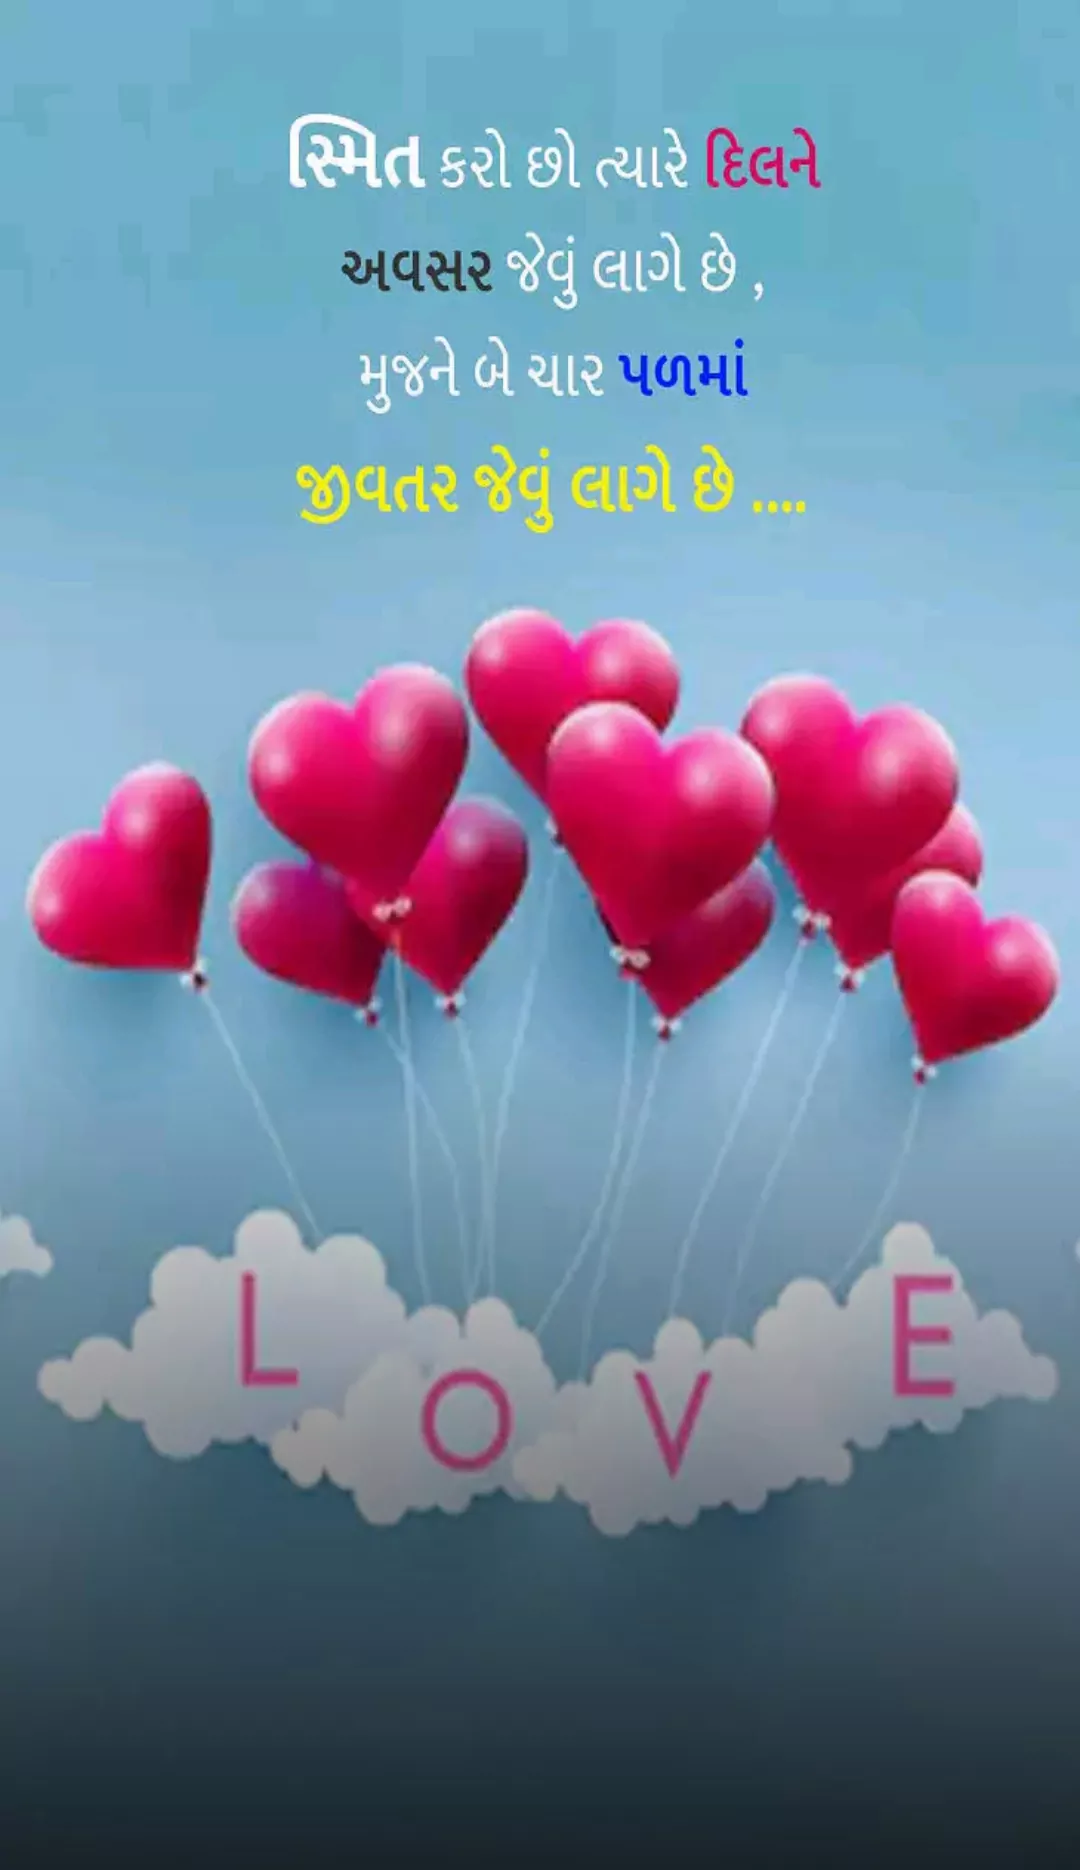 સ્મિત કરો છો ત્યારે દિલને
અવસર જેવું લાગે છે ,
મુજને બે ચાર પળમાં
જીવતર જેવું લાગે છે ....
L O V E